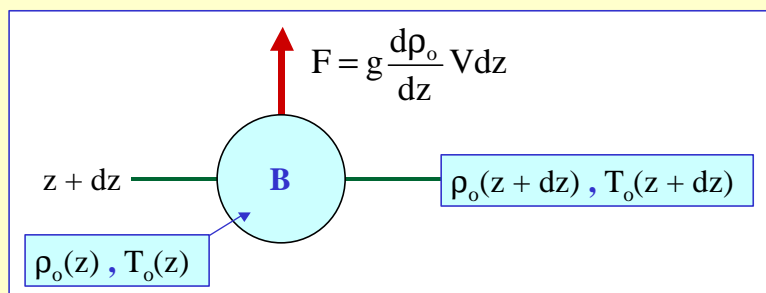 F = g dρₒ/dz Vdz
z + dz
B
ρₒ(z + dz) , Tₒ(z + dz)
ρₒ(z) , Tₒ(z)